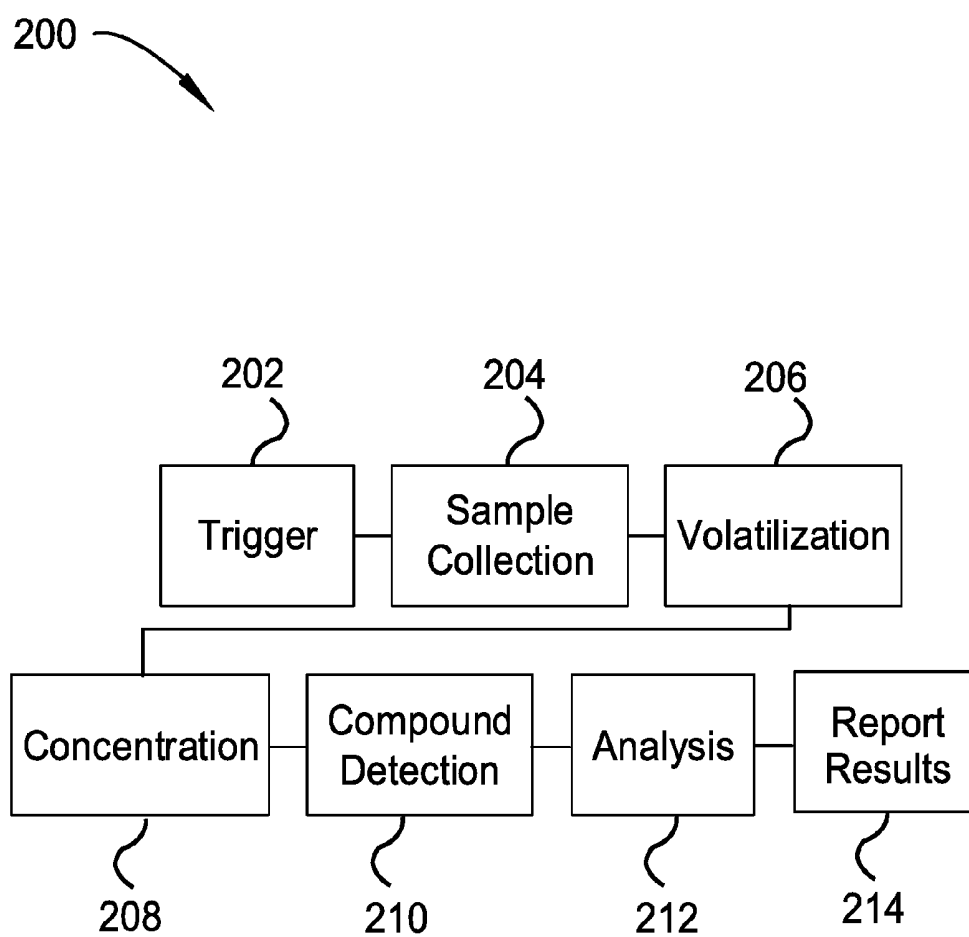 200
202
204
206
Trigger
Sample
Collection
Volatilization
Concentration
Compound
Detection
Analysis
Report
Results
208
210
212
214